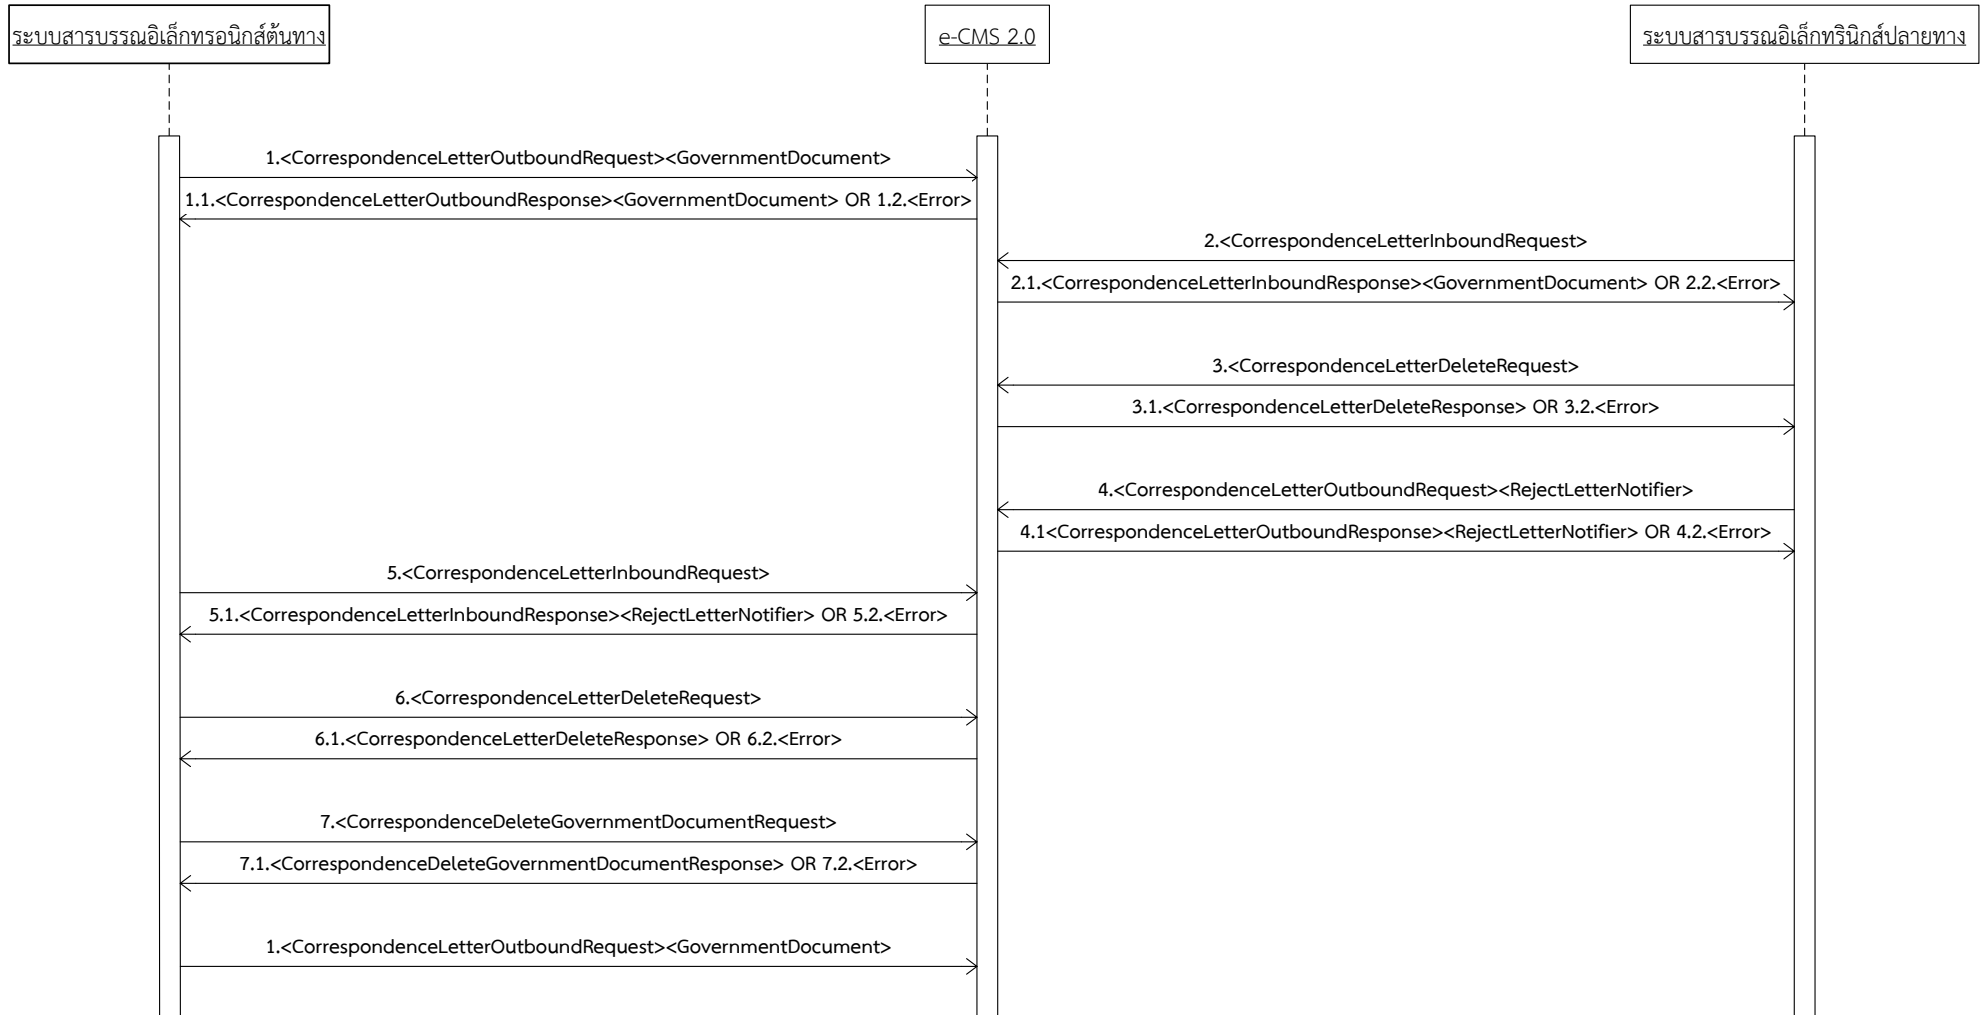 ระบบสารบรรณอิเล็กทรอนิกส์ต้นทาง
e-CMS 2.0
ระบบสารบรรณอิเล็กทรินิกส์ปลายทาง
1.<CorrespondenceLetterOutboundRequest><GovernmentDocument>
1.1.<CorrespondenceLetterOutboundResponse><GovernmentDocument> OR 1.2.<Error>
2.<CorrespondenceLetterInboundRequest>
2.1.<CorrespondenceLetterInboundResponse><GovernmentDocument> OR 2.2.<Error>
3.<CorrespondenceLetterDeleteRequest>
3.1.<CorrespondenceLetterDeleteResponse> OR 3.2.<Error>
4.<CorrespondenceLetterOutboundRequest><RejectLetterNotifier>
4.1<CorrespondenceLetterOutboundResponse><RejectLetterNotifier> OR 4.2.<Error>
5.<CorrespondenceLetterInboundRequest>
5.1.<CorrespondenceLetterInboundResponse><RejectLetterNotifier> OR 5.2.<Error>
6.<CorrespondenceLetterDeleteRequest>
6.1.<CorrespondenceLetterDeleteResponse> OR 6.2.<Error>
7.<CorrespondenceDeleteGovernmentDocumentRequest>
7.1.<CorrespondenceDeleteGovernmentDocumentResponse> OR 7.2.<Error>
1.<CorrespondenceLetterOutboundRequest><GovernmentDocument>